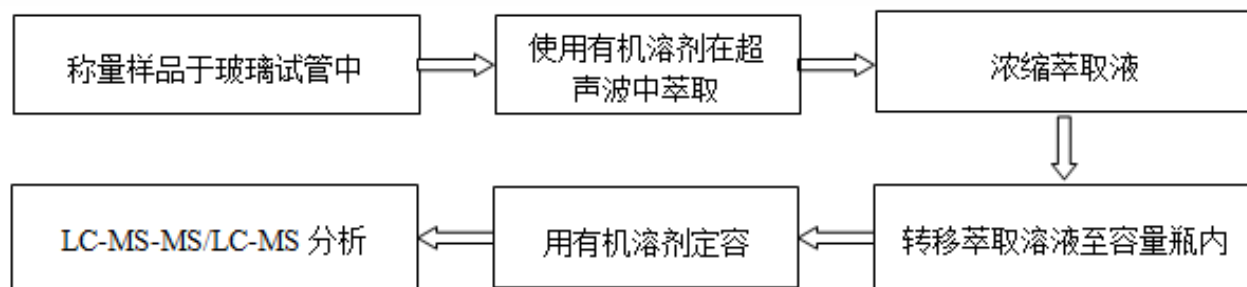 称量样品于玻璃试管中
使用有机溶剂在超
声波中萃取
浓缩萃取液
转移萃取溶液至容量瓶内
用有机溶剂定容
LC-MS-MS/LC-MS 分析